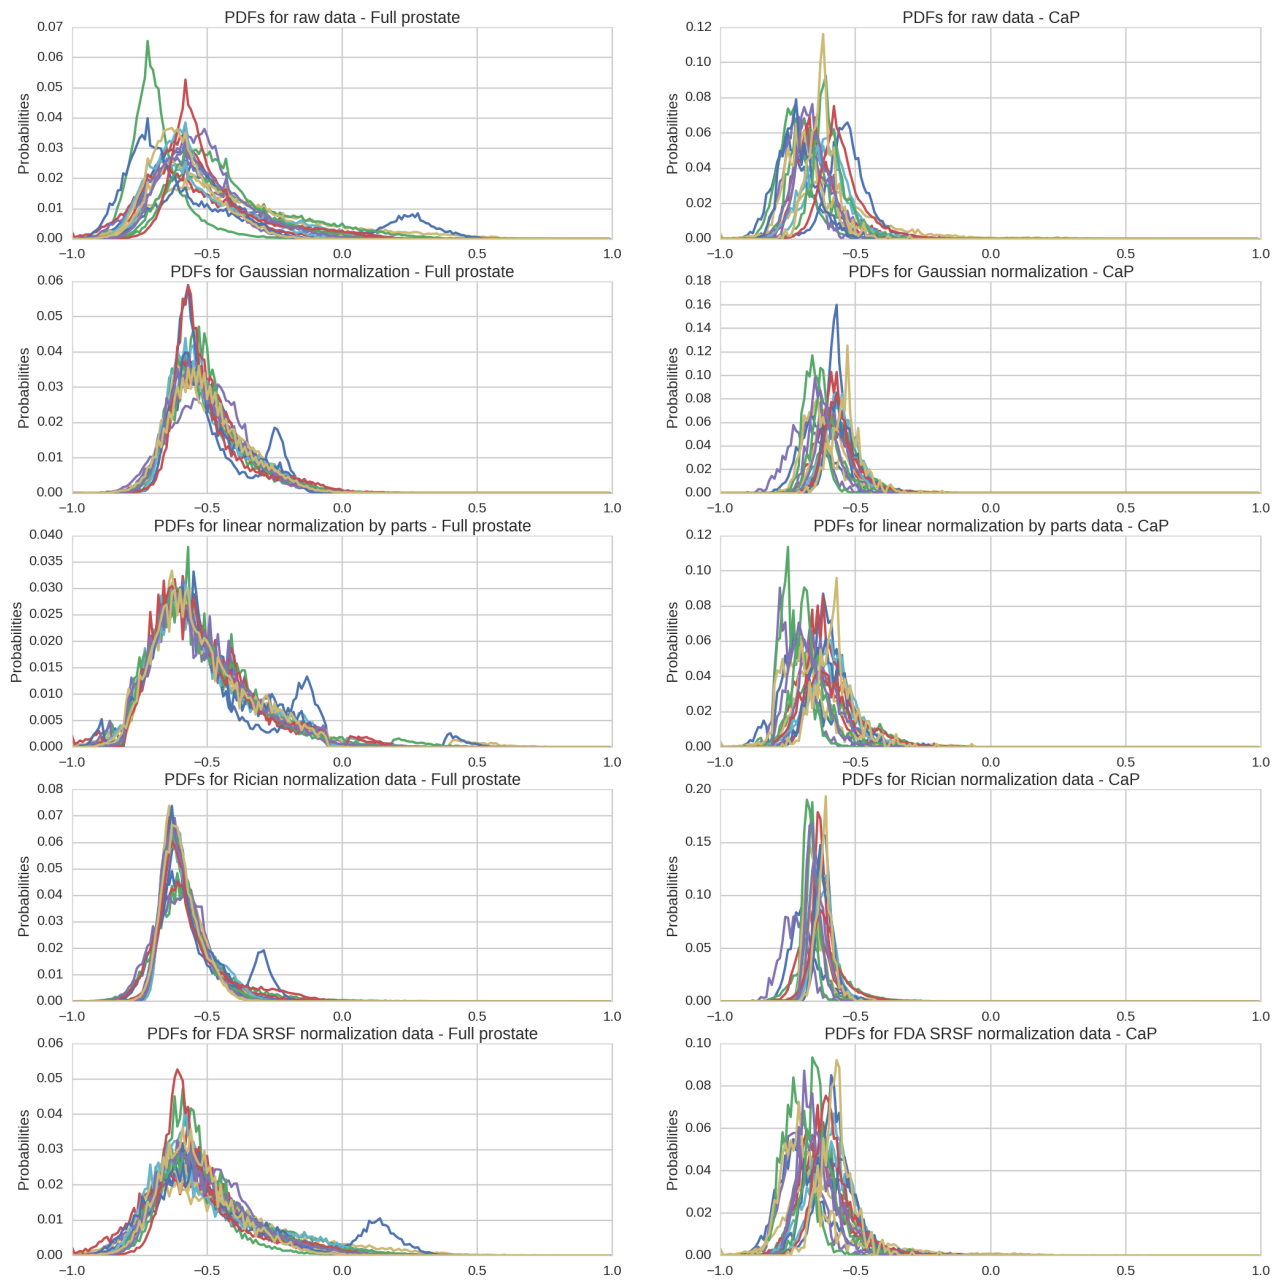 PDFs for raw data - Full prostate
0.07
0.06
0.05
0.04
0.03
0.02
0.01
0.00
Probabilities
−1.0 −0.5 0.0 0.5 1.0
PDFs for raw data - CaP
0.12
0.10
0.08
0.06
0.04
0.02
0.00
Probabilities
−1.0 −0.5 0.0 0.5 1.0
PDFs for Gaussian normalization - Full prostate
0.06
0.05
0.04
0.03
0.02
0.01
0.00
Probabilities
−1.0 −0.5 0.0 0.5 1.0
PDFs for Gaussian normalization - CaP
0.18
0.16
0.14
0.12
0.10
0.08
0.06
0.04
0.02
0.00
Probabilities
−1.0 −0.5 0.0 0.5 1.0
PDFs for linear normalization by parts - Full prostate
0.040
0.035
0.030
0.025
0.020
0.015
0.010
0.005
0.000
Probabilities
−1.0 −0.5 0.0 0.5 1.0
PDFs for linear normalization by parts data - CaP
0.12
0.10
0.08
0.06
0.04
0.02
0.00
Probabilities
−1.0 −0.5 0.0 0.5 1.0
PDFs for Rician normalization data - Full prostate
0.08
0.07
0.06
0.05
0.04
0.03
0.02
0.01
0.00
Probabilities
−1.0 −0.5 0.0 0.5 1.0
PDFs for Rician normalization data - CaP
0.20
0.15
0.10
0.05
0.00
Probabilities
−1.0 −0.5 0.0 0.5 1.0
PDFs for FDA SRSF normalization data - Full prostate
0.06
0.05
0.04
0.03
0.02
0.01
0.00
Probabilities
−1.0 −0.5 0.0 0.5 1.0
PDFs for FDA SRSF normalization data - CaP
0.10
0.08
0.06
0.04
0.02
0.00
Probabilities
−1.0 −0.5 0.0 0.5 1.0